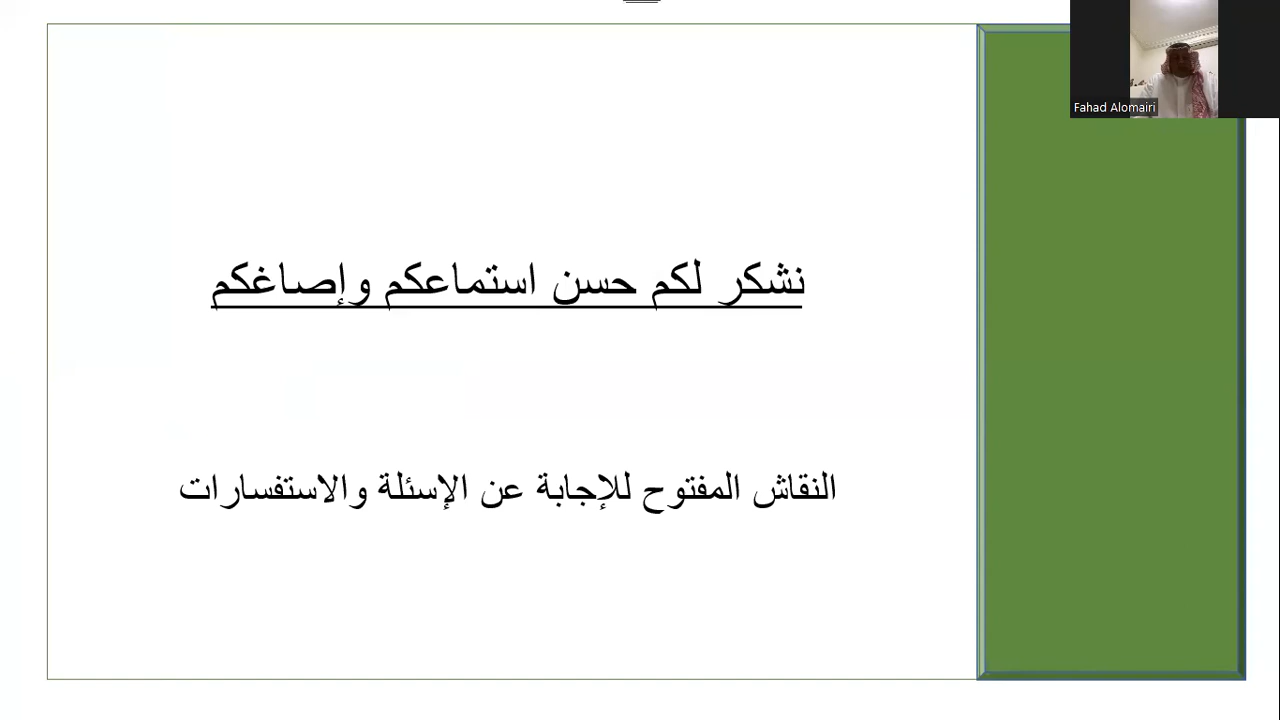 Fahad Alomairi
نشكر لكم حسن استماعكم وإصاغكم
النقاش المفتوح للإجابة عن الإسئلة والاستفسارات